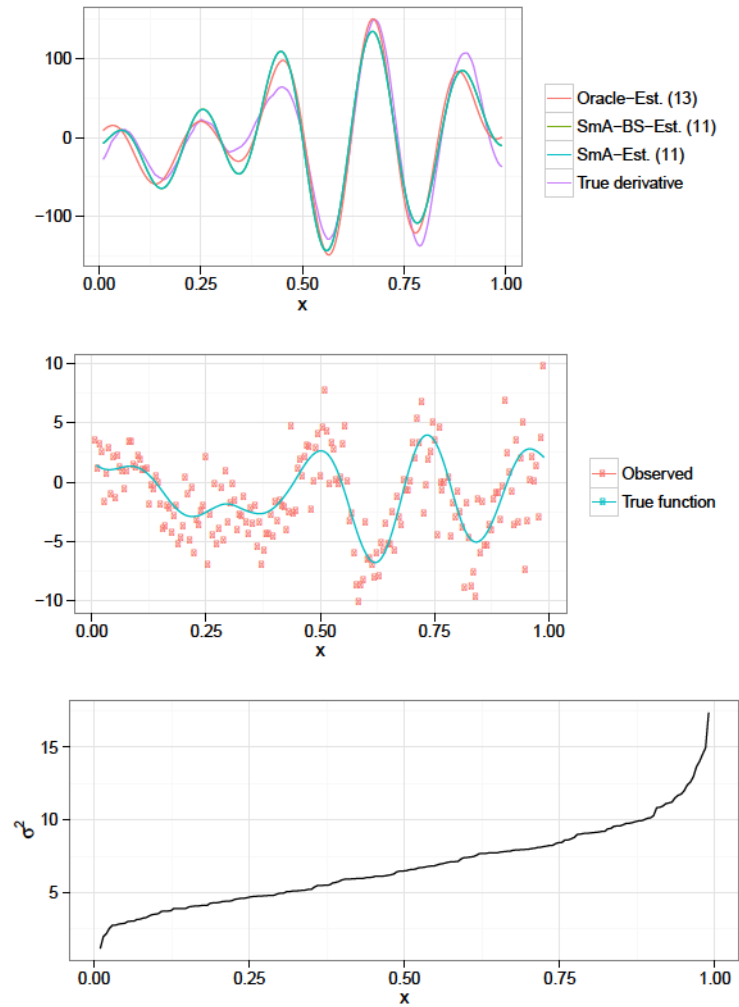 100
0
−100
0.00 0.25 0.50 0.75 1.00
x
Oracle−Est. (13)
SmA−BS−Est. (11)
SmA−Est. (11)
True derivative
10
5
0
−5
−10
0.00 0.25 0.50 0.75 1.00
x
Observed
True function
σ²
15
10
5
0.00 0.25 0.50 0.75 1.00
x